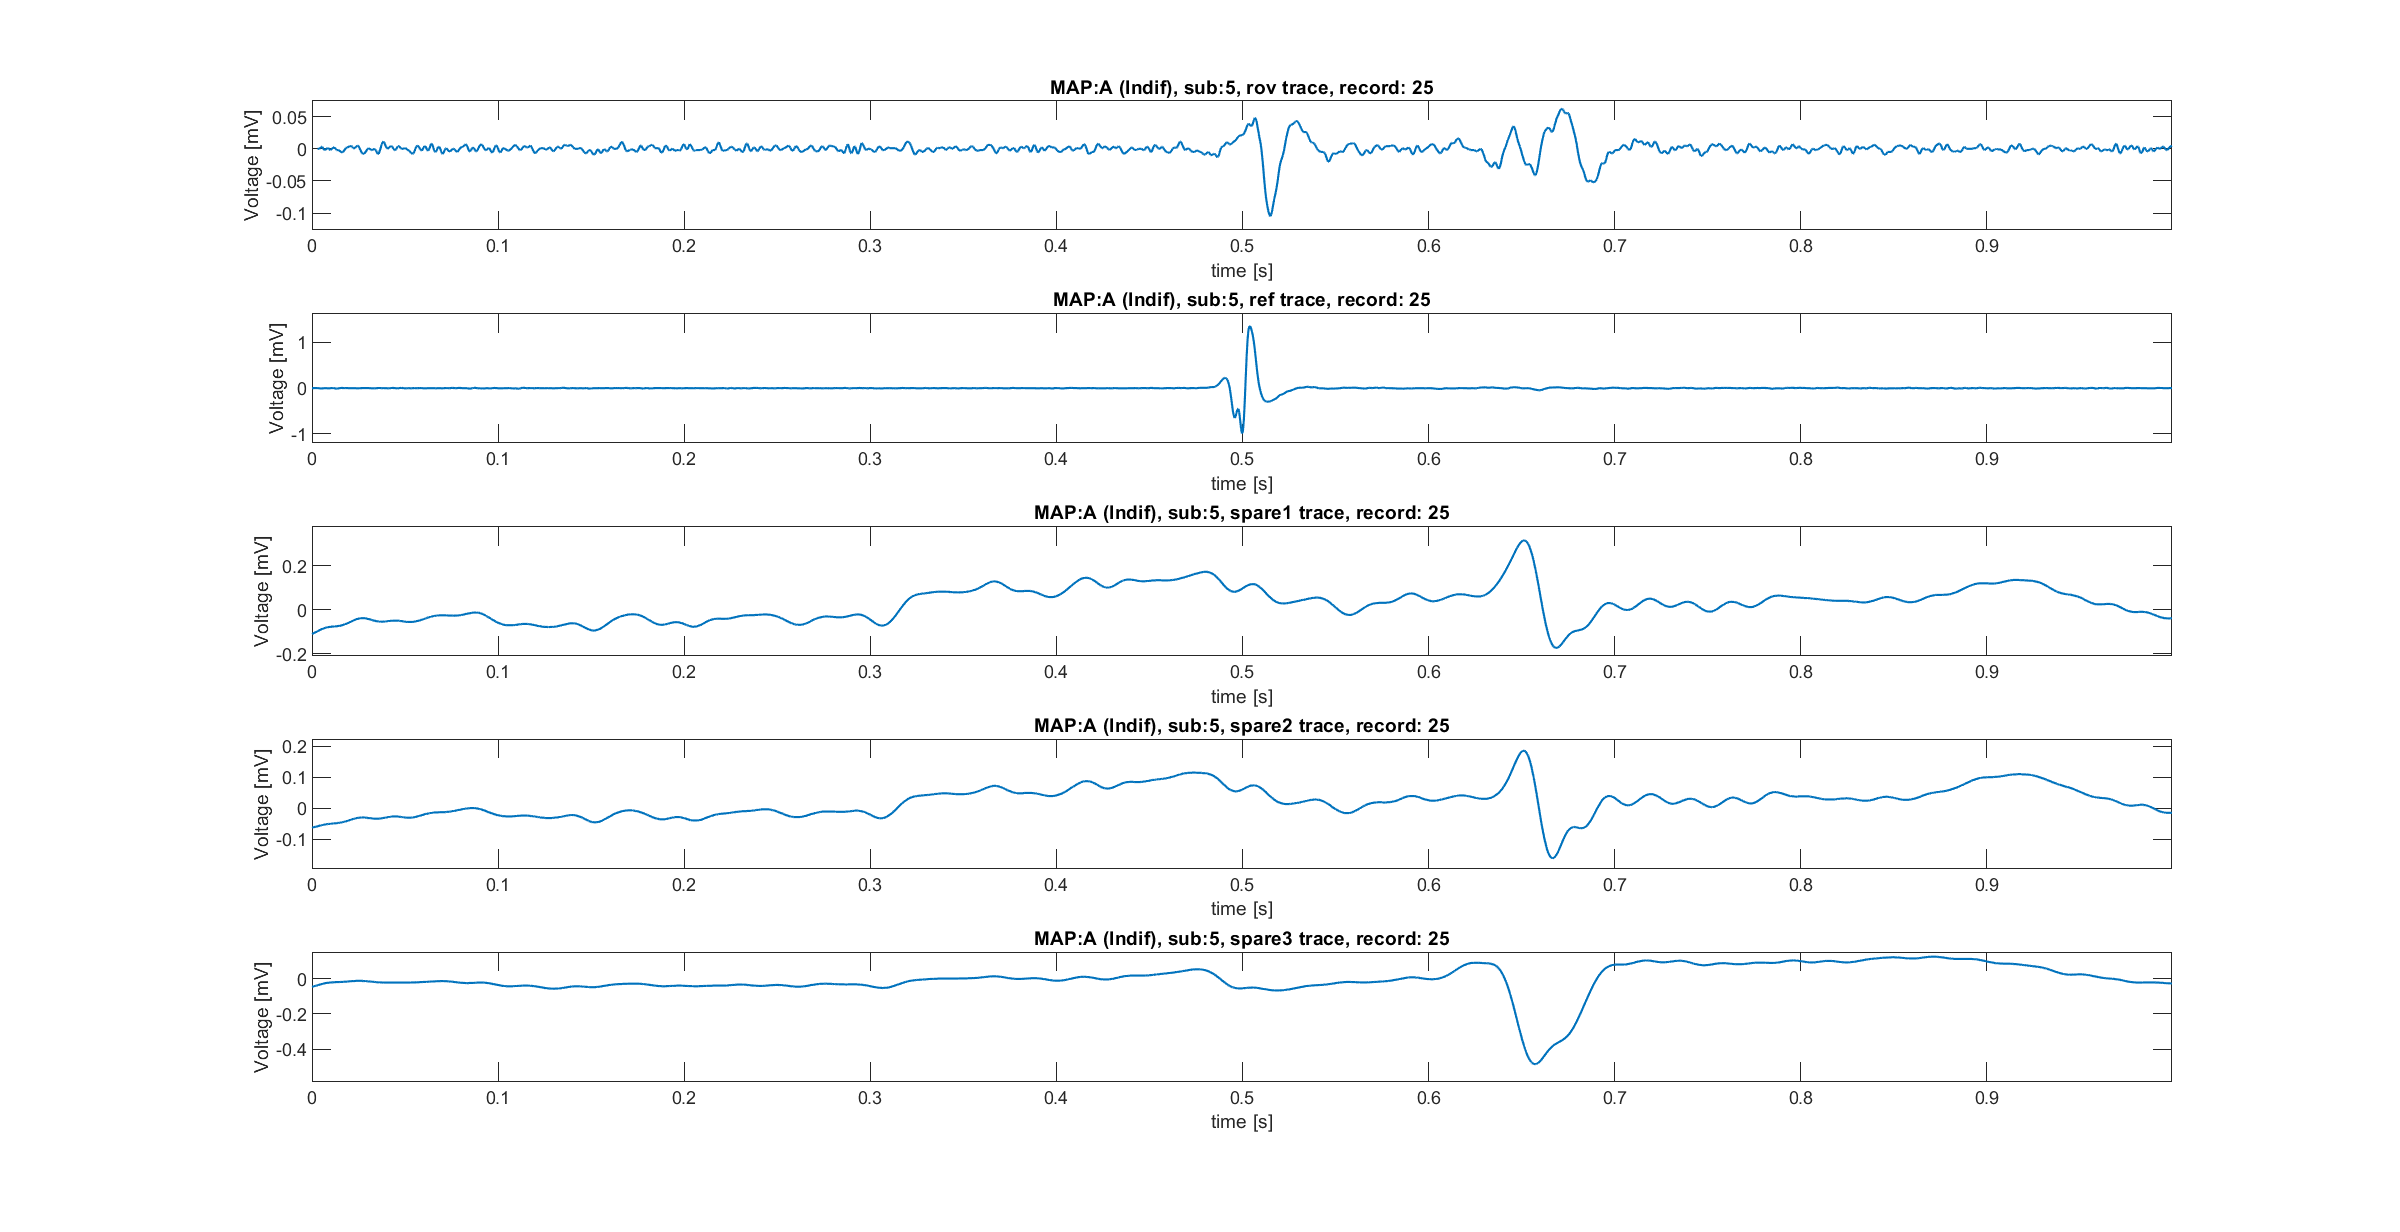 MAP:A (Indif), sub:5, rov trace, record: 25
Voltage [mV]
0.05
0
-0.05
-0.1
0 0.1 0.2 0.3 0.4 0.5 0.6 0.7 0.8 0.9
time [s]
MAP:A (Indif), sub:5, ref trace, record: 25
Voltage [mV]
1
0
-1
0 0.1 0.2 0.3 0.4 0.5 0.6 0.7 0.8 0.9
time [s]
MAP:A (Indif), sub:5, spare1 trace, record: 25
Voltage [mV]
0.2
0
-0.2
0 0.1 0.2 0.3 0.4 0.5 0.6 0.7 0.8 0.9
time [s]
MAP:A (Indif), sub:5, spare2 trace, record: 25
Voltage [mV]
0.2
0.1
0
-0.1
0 0.1 0.2 0.3 0.4 0.5 0.6 0.7 0.8 0.9
time [s]
MAP:A (Indif), sub:5, spare3 trace, record: 25
Voltage [mV]
0
-0.2
-0.4
0 0.1 0.2 0.3 0.4 0.5 0.6 0.7 0.8 0.9
time [s]